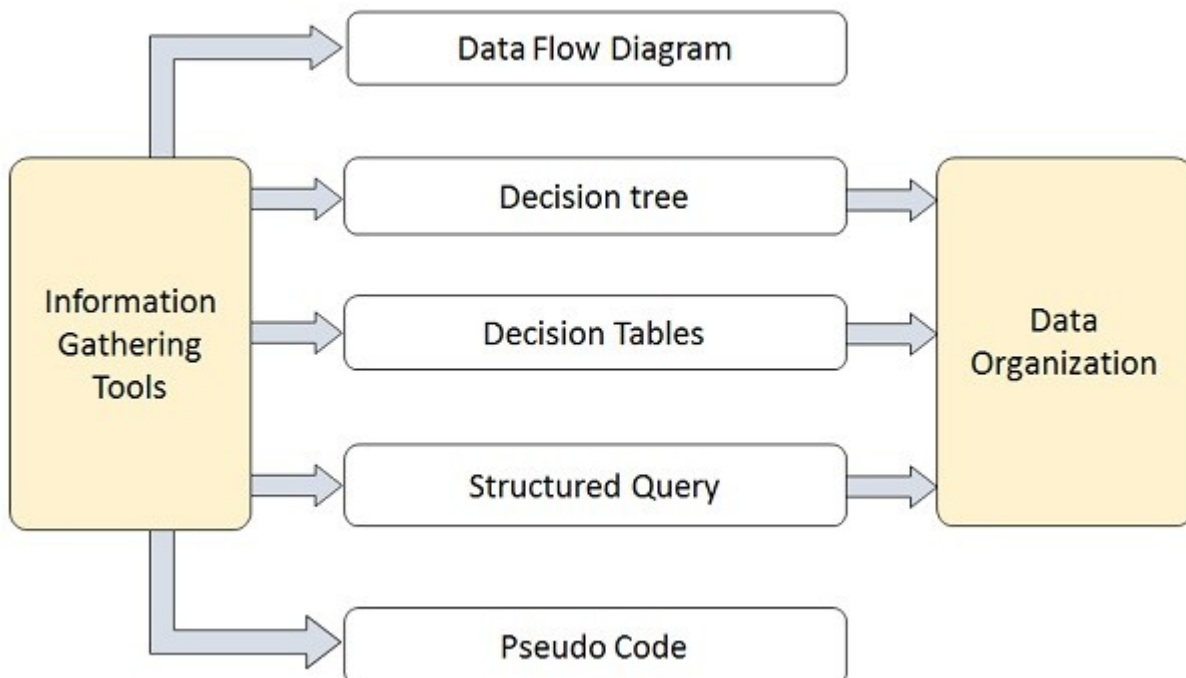 Data Flow Diagram
Decision tree
Information
Gathering
Tools
Decision Tables
Data
Organization
Structured Query
Pseudo Code